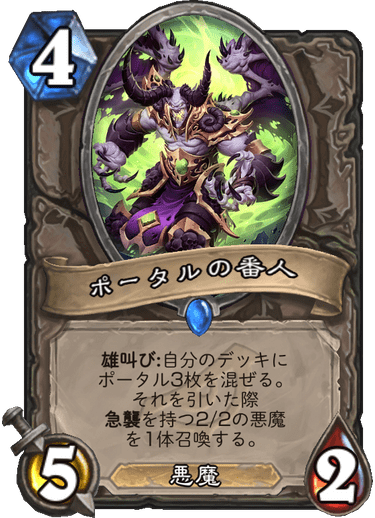 4
ポータルの番人
雄叫び:自分のデッキに
ポータル3枚を混ぜる。
それを引いた際
急襲を持つ2/2の悪魔
を1体召喚する。
5
悪魔
2